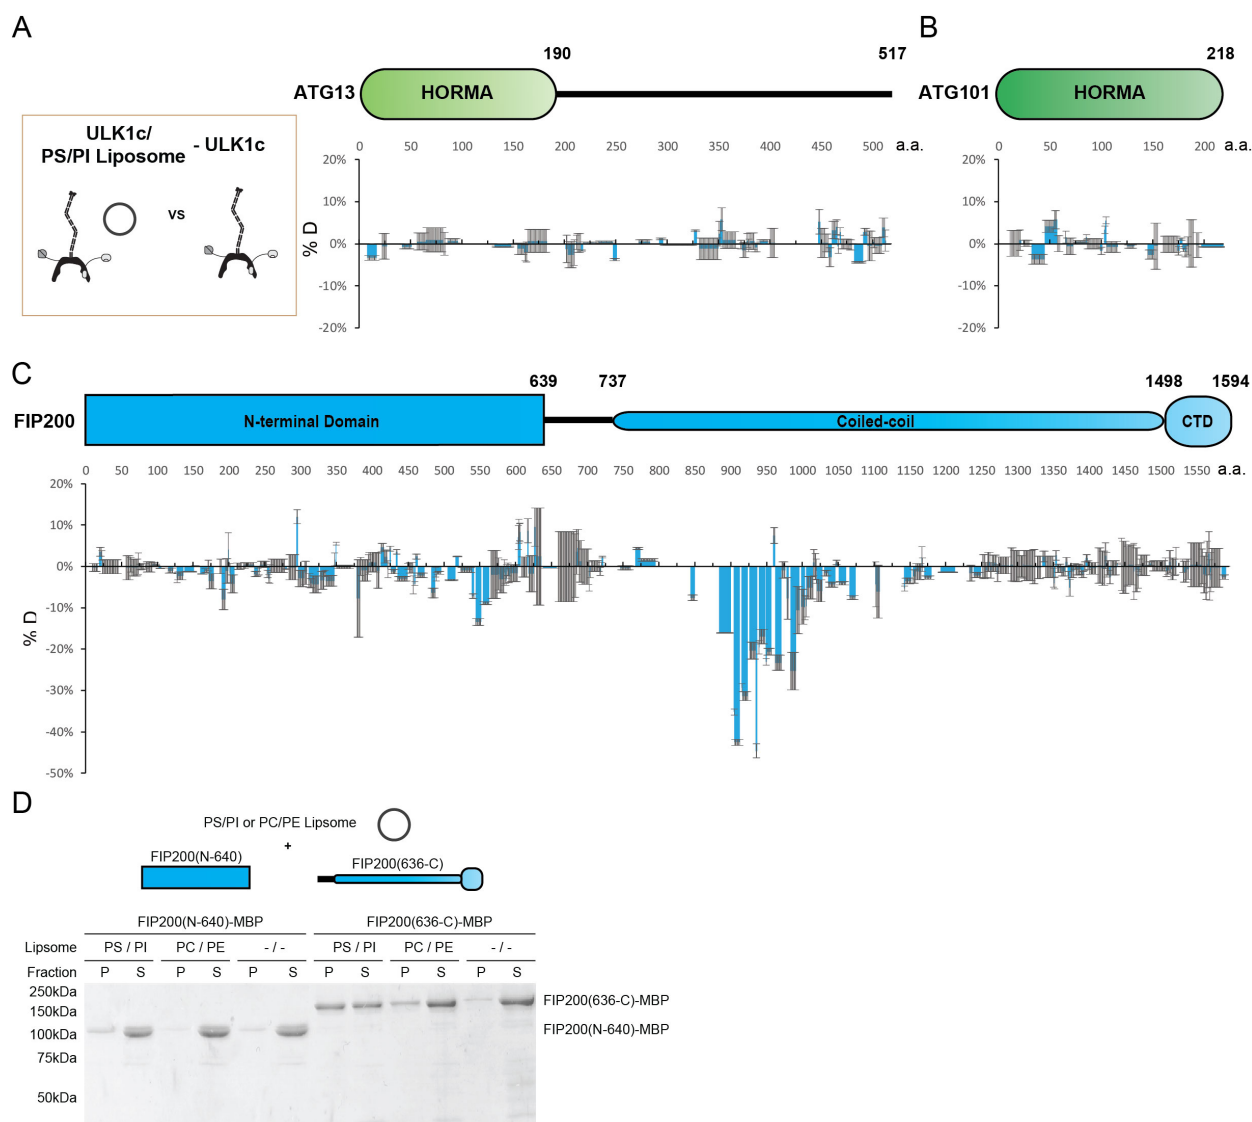 A
B
190
517
218
ATG13
HORMA
ATG101
HORMA
ULK1c/
PS/PI Liposome - ULK1c
vs
0 50 100 150 200 250 300 350 400 450 500 a.a.
0 50 100 150 200 a.a.
20%
10%
0%
-10%
-20%
% D
20%
10%
0%
-10%
-20%
C
639
737
1498
1594
FIP200
N-terminal Domain
Coiled-coil
CTD
0 50 100 150 200 250 300 350 400 450 500 550 600 650 700 750 800 850 900 950 1000 1050 1100 1150 1200 1250 1300 1350 1400 1450 1500 1550 a.a.
20%
10%
0%
-10%
-20%
-30%
-40%
-50%
% D
D
PS/PI or PC/PE Lipsome
+
FIP200(N-640)
FIP200(636-C)
FIP200(N-640)-MBP
FIP200(636-C)-MBP
Lipsome PS / PI PC / PE - / - PS / PI PC / PE - / -
Fraction P S P S P S P S P S P S
250kDa
150kDa
100kDa
75kDa
50kDa
FIP200(636-C)-MBP
FIP200(N-640)-MBP